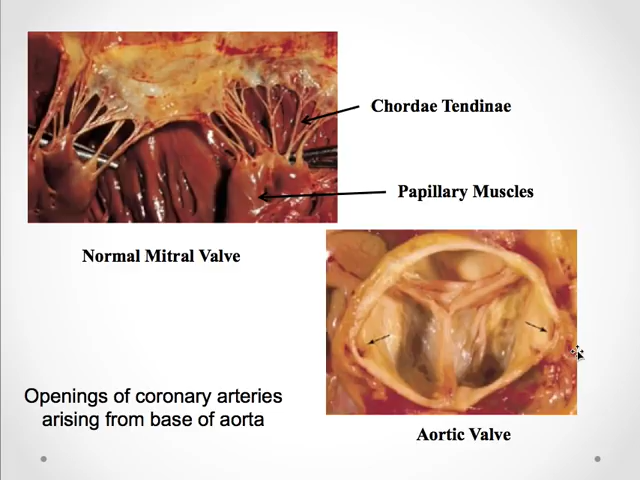 Chordae Tendinae
Papillary Muscles
Normal Mitral Valve
Openings of coronary arteries
arising from base of aorta
Aortic Valve